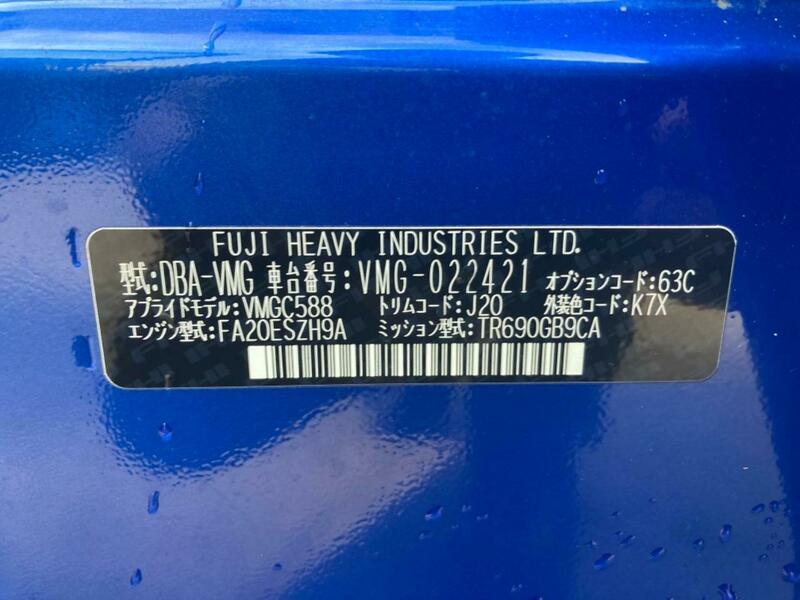 FUJI HEAVY INDUSTRIES LTD.
型式:DBA-VMG 車台番号:VMG-022421 オプションコード:63C
アプライドモデル:VMGC588 トリムコード:J20 外装色コード:K7X
エンジン型式:FA20ESZH9A ミッション型式:TR690GB9CA